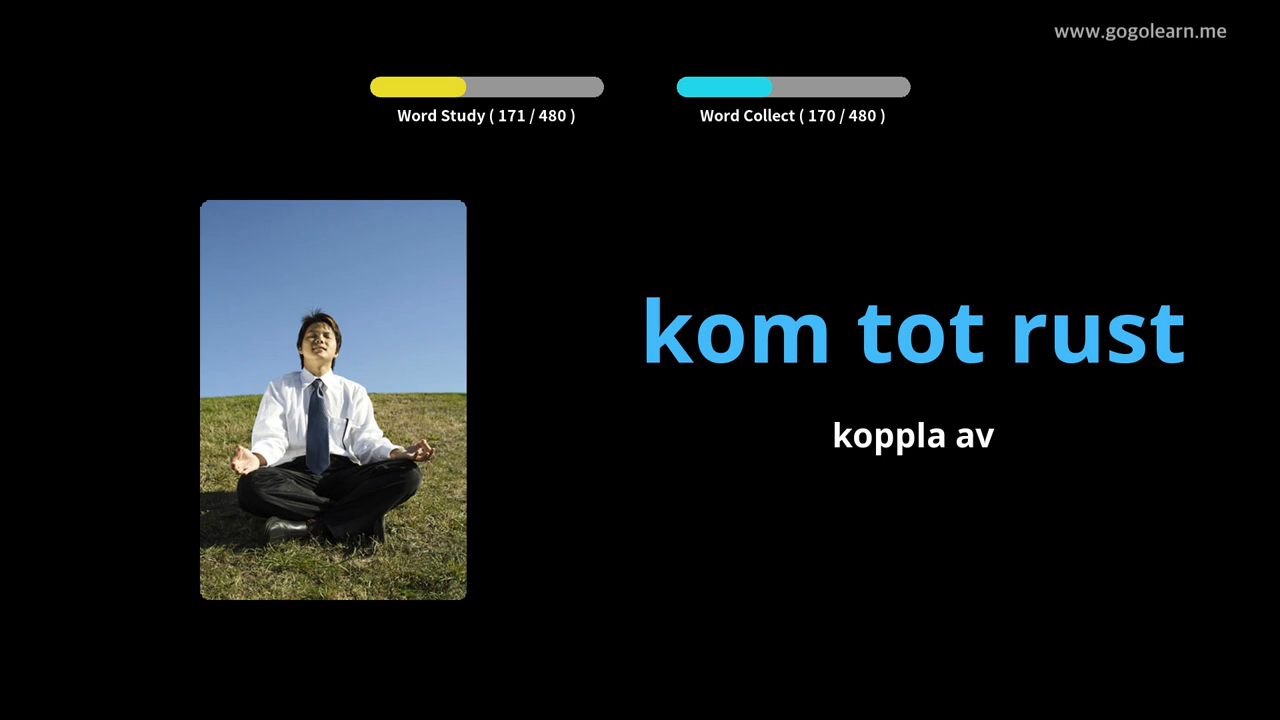 www.gogolearn.me
Word Study ( 171 / 480 )
Word Collect ( 170 / 480 )
kom tot rust
koppla av